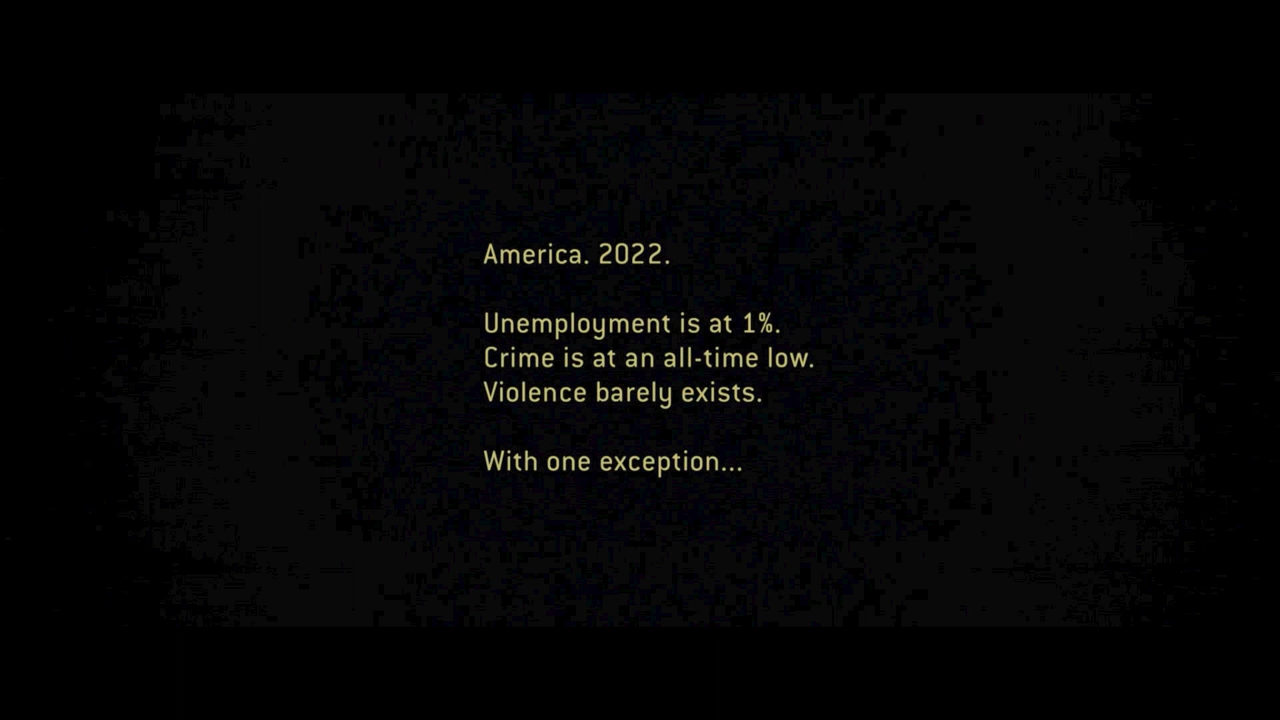 America. 2022.
Unemployment is at 1%.
Crime is at an all-time low.
Violence barely exists.
With one exception...